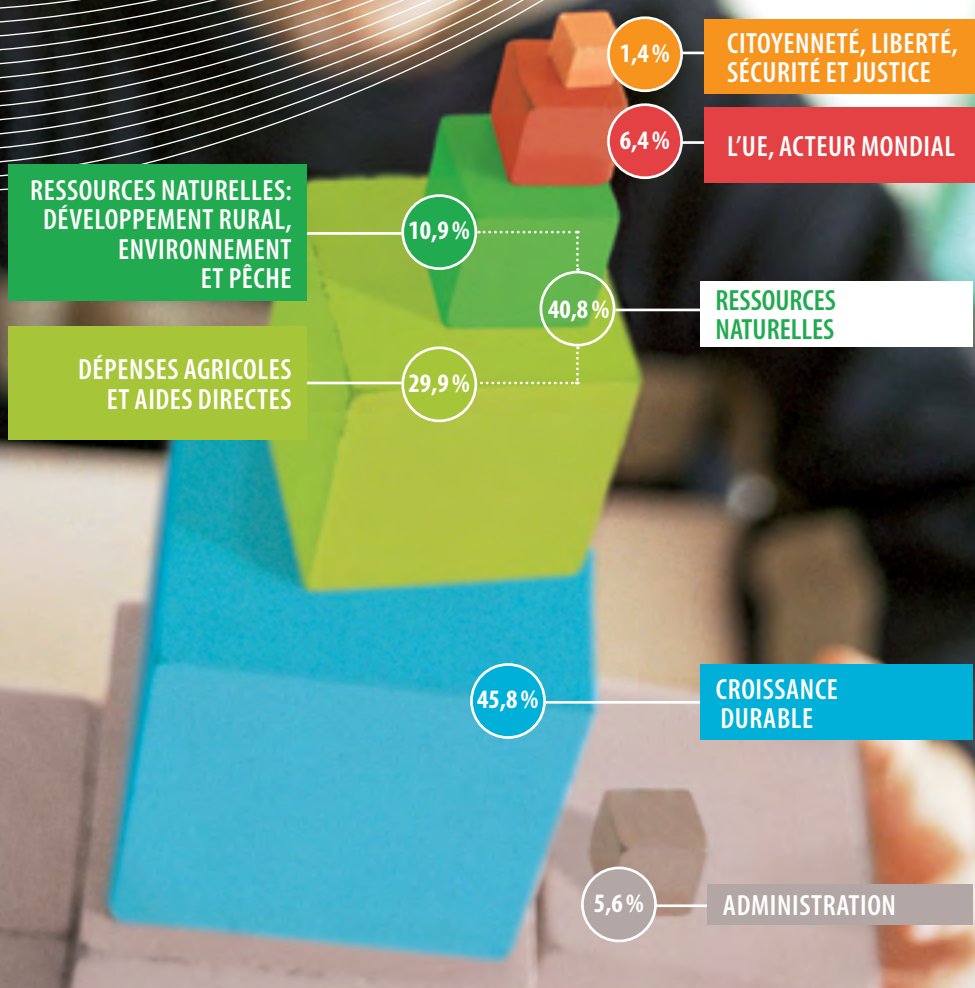 1,4 %
CITOYENNETÉ, LIBERTÉ,
SÉCURITÉ ET JUSTICE
6,4 %
L'UE, ACTEUR MONDIAL
RESSOURCES NATURELLES:
DÉVELOPPEMENT RURAL,
ENVIRONNEMENT
ET PÊCHE
10,9 %
40,8 %
RESSOURCES
NATURELLES
DÉPENSES AGRICOLES
ET AIDES DIRECTES
29,9 %
45,8 %
CROISSANCE
DURABLE
5,6 %
ADMINISTRATION